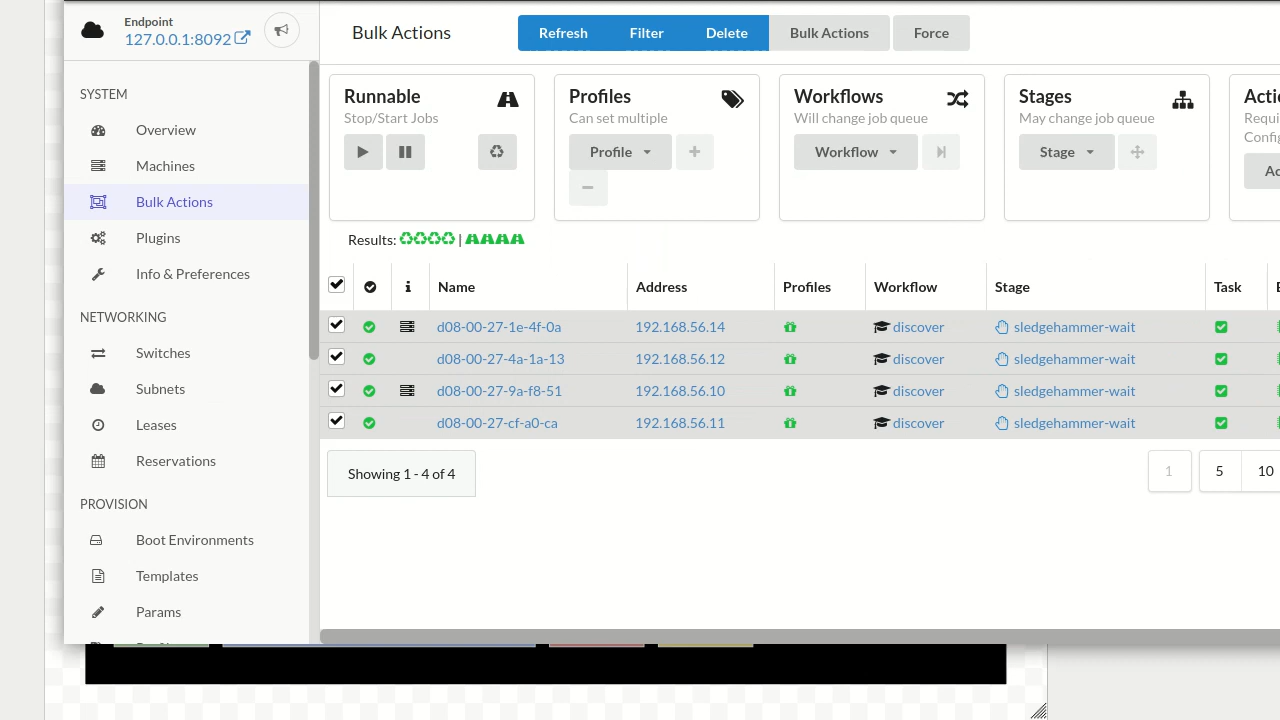 Endpoint
127.0.0.1:8092
Bulk Actions
Refresh Filter Delete Bulk Actions Force
SYSTEM
Overview
Machines
Bulk Actions
Plugins
Info & Preferences
NETWORKING
Switches
Subnets
Leases
Reservations
PROVISION
Boot Environments
Templates
Params
Runnable
Stop/Start Jobs
Profiles
Can set multiple
Profile
Workflows
Will change job queue
Workflow
Stages
May change job queue
Stage
Results: |
Name Address Profiles Workflow Stage Task
d08-00-27-1e-4f-0a 192.168.56.14 discover sledgehammer-wait
d08-00-27-4a-1a-13 192.168.56.12 discover sledgehammer-wait
d08-00-27-9a-f8-51 192.168.56.10 discover sledgehammer-wait
d08-00-27-cf-a0-ca 192.168.56.11 discover sledgehammer-wait
Showing 1 - 4 of 4
1 5 10